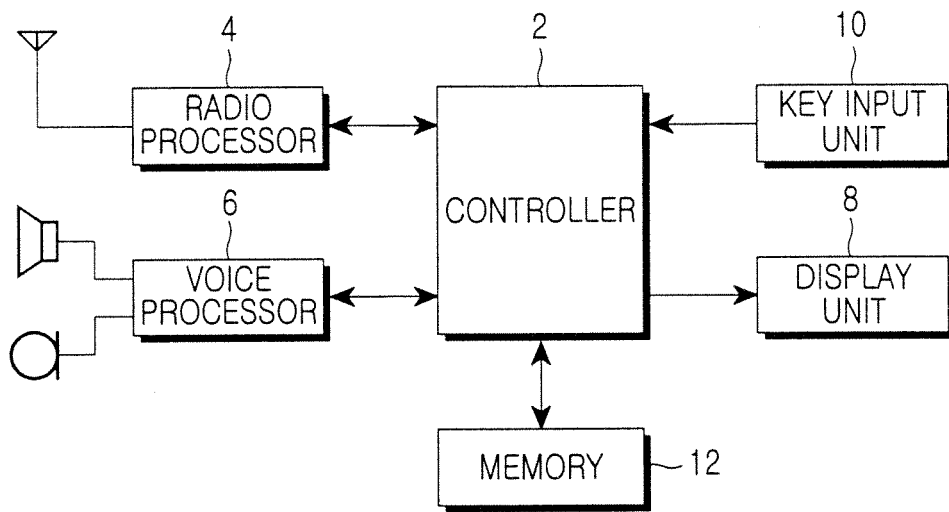 4
2
10
RADIO
PROCESSOR
KEY INPUT
UNIT
CONTROLLER
6
8
VOICE
PROCESSOR
DISPLAY
UNIT
MEMORY
12